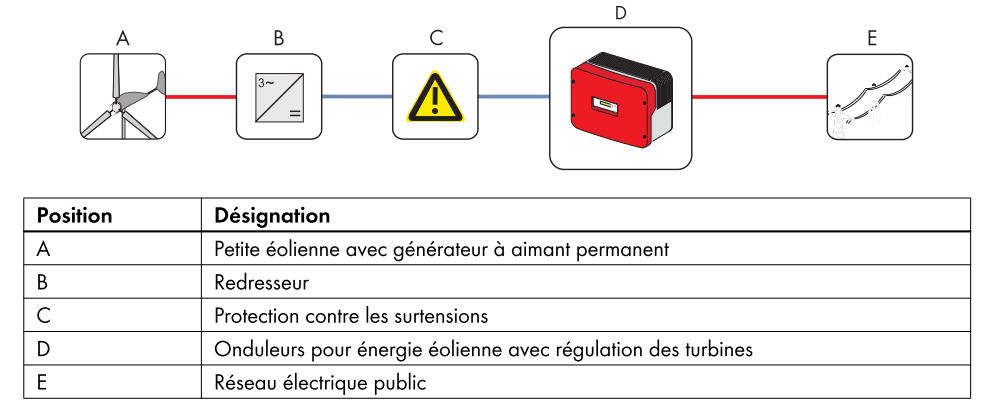 A B C D E
3~
Position Désignation
A Petite éolienne avec générateur à aimant permanent
B Redresseur
C Protection contre les surtensions
D Onduleurs pour énergie éolienne avec régulation des turbines
E Réseau électrique public